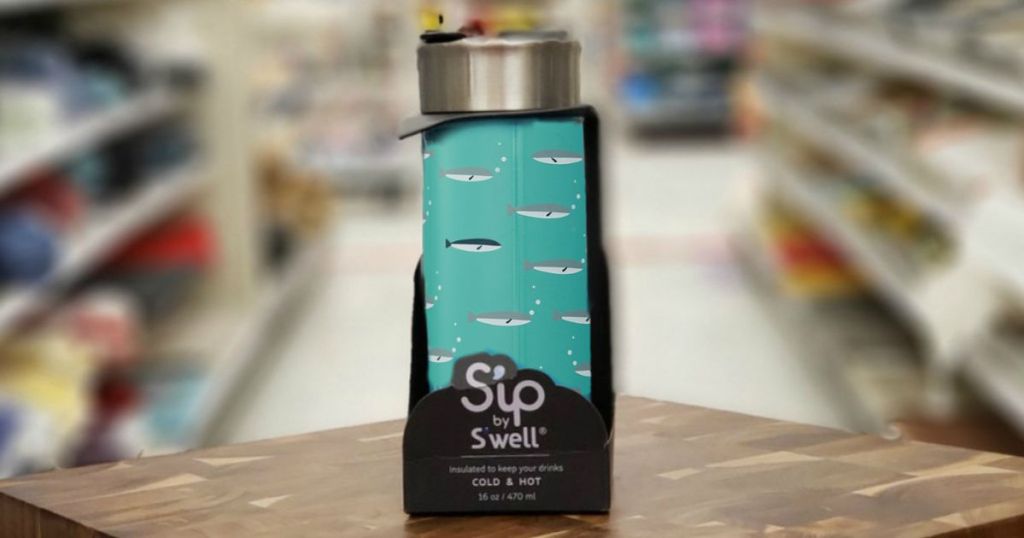 S'ip
by
S'well®
Insulated to keep your drinks
COLD & HOT
16 oz / 470 ml